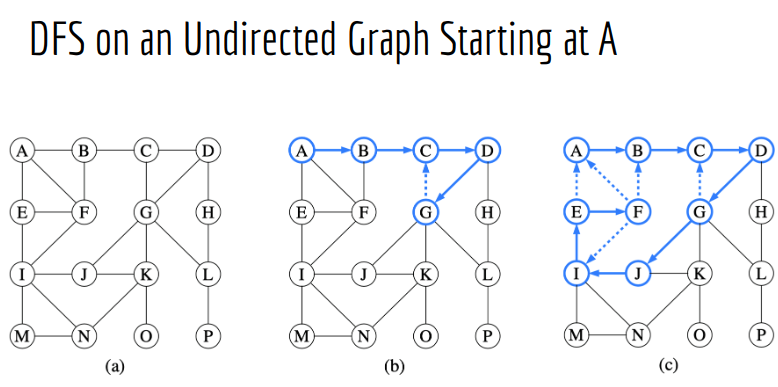 DFS on an Undirected Graph Starting at A
A B C D
E F G H
I J K L
M N O P
(a)
A B C D
E F G H
I J K L
M N O P
(b)
A B C D
E F G H
I J K L
M N O P
(c)